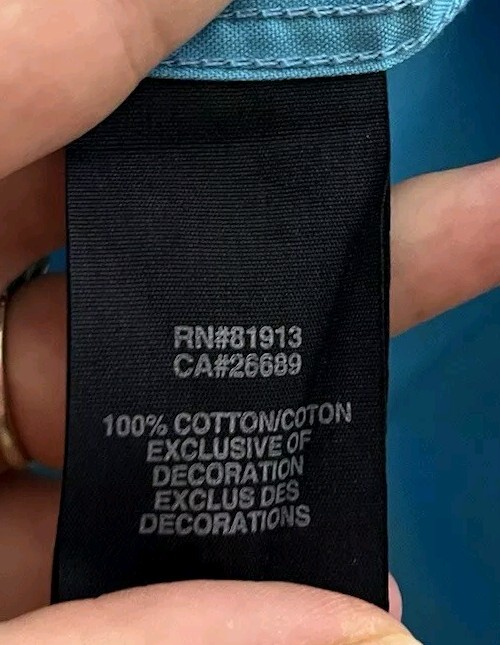 RN#81913
CA#26689
100% COTTON/COTON
EXCLUSIVE OF
DECORATION
EXCLUS DES
DECORATIONS